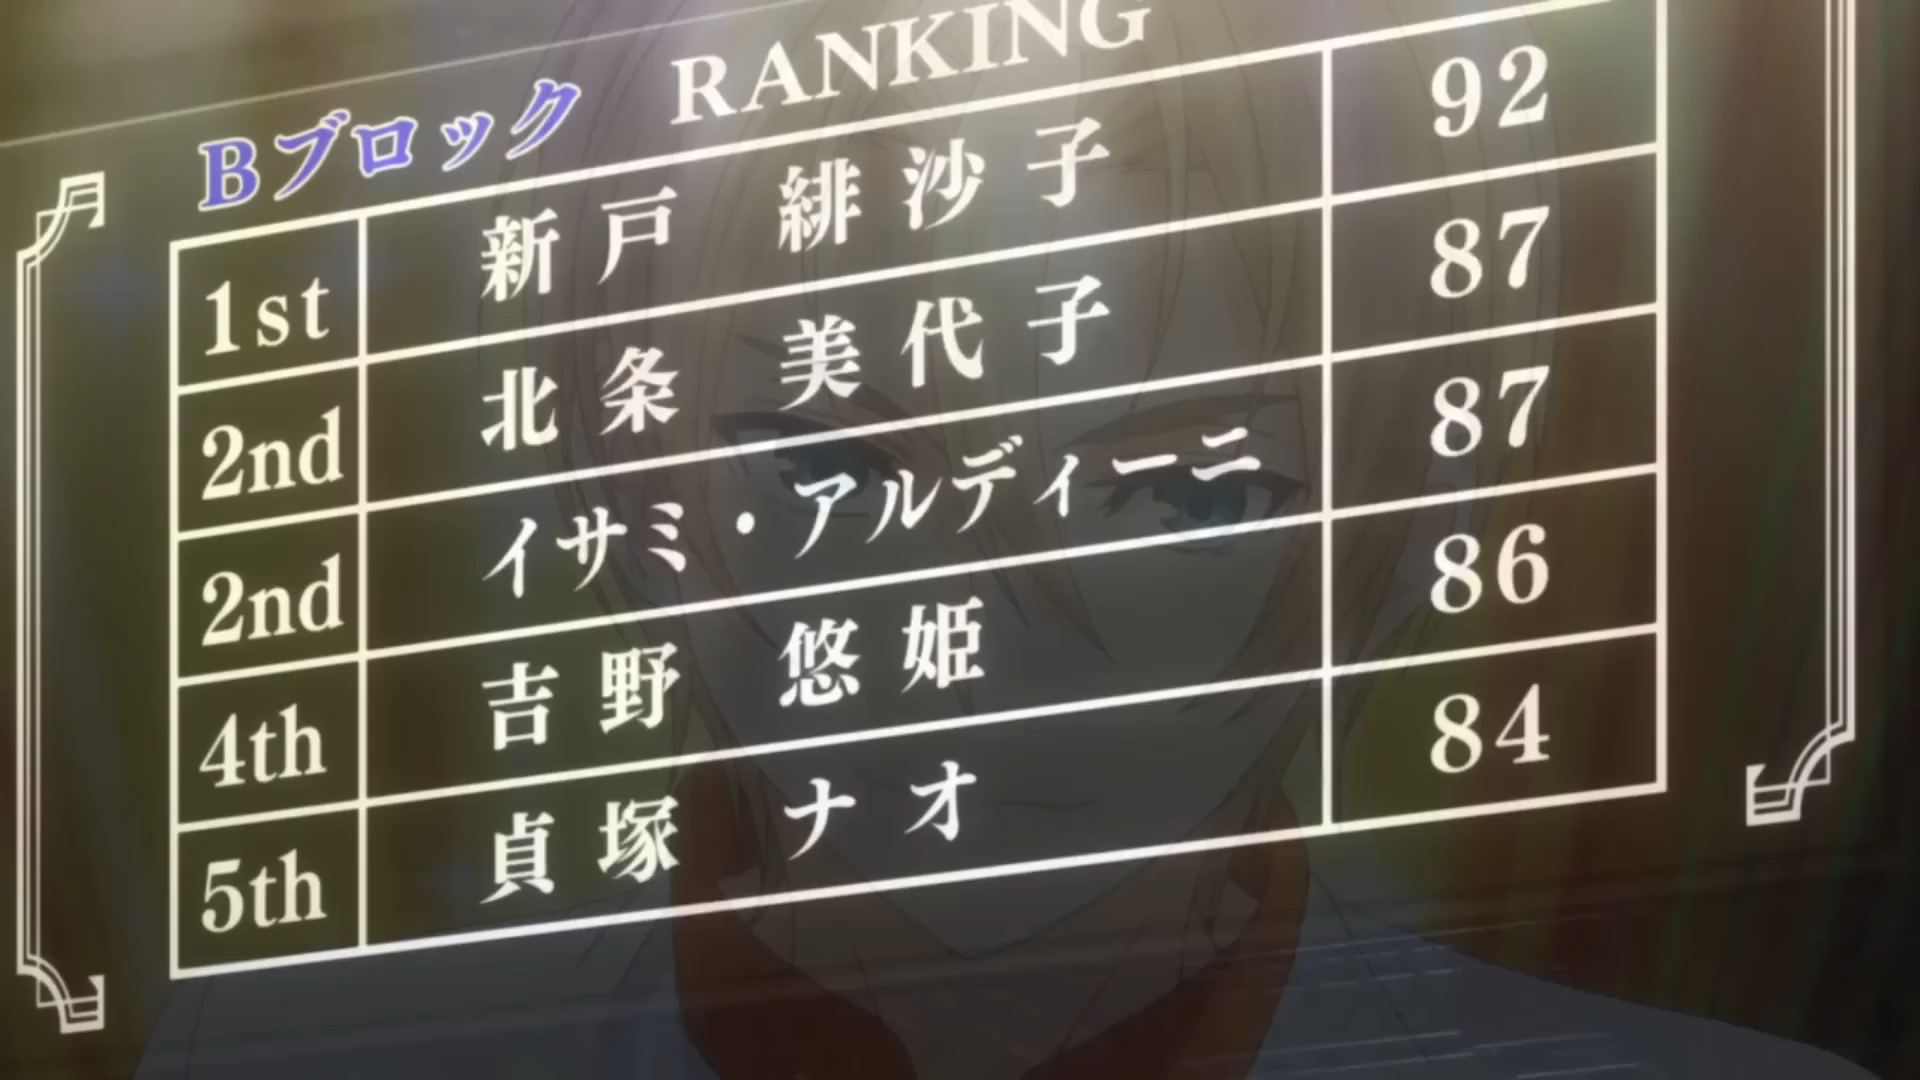 Bブロック RANKING
1st 新戸 緋沙子 92
2nd 北条 美代子 87
2nd イサミ・アルディーニ 87
4th 吉野 悠姫 86
5th 貞塚 ナオ 84